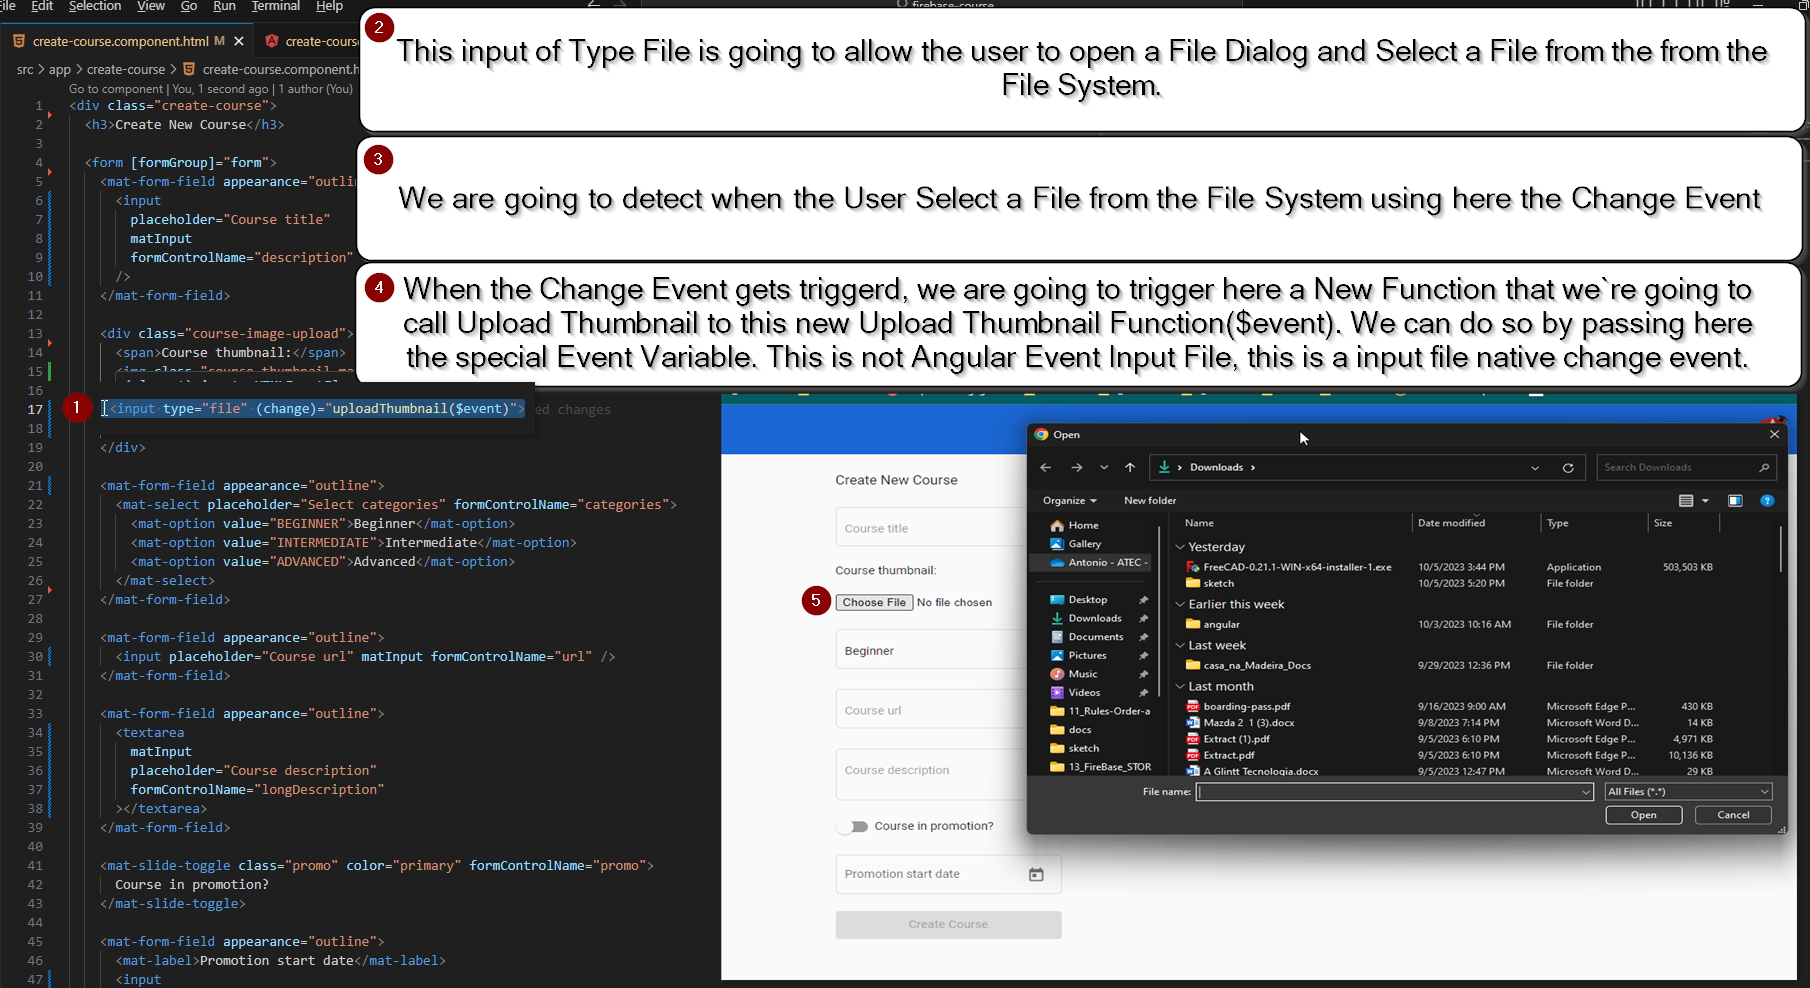 File Edit Selection View Go Run Terminal Help
firebase-course
create-course.component.html M
create-cours
src > app > create-course > create-course.component.h
Go to component | You, 1 second ago | 1 author (You)
1 <div class="create-course">
2 <h3>Create New Course</h3>
3
4 <form [formGroup]="form">
5 <mat-form-field appearance="outli
6 <input
7 placeholder="Course title"
8 matInput
9 formControlName="description"
10 />
11 </mat-form-field>
12
13 <div class="course-image-upload">
14 <span>Course thumbnail:</span>
15
16
17 <input type="file" (change)="uploadThumbnail($event)"> ed changes
18
19 </div>
20
21 <mat-form-field appearance="outline">
22 <mat-select placeholder="Select categories" formControlName="categories">
23 <mat-option value="BEGINNER">Beginner</mat-option>
24 <mat-option value="INTERMEDIATE">Intermediate</mat-option>
25 <mat-option value="ADVANCED">Advanced</mat-option>
26 </mat-select>
27 </mat-form-field>
28
29 <mat-form-field appearance="outline">
30 <input placeholder="Course url" matInput formControlName="url" />
31 </mat-form-field>
32
33 <mat-form-field appearance="outline">
34 <textarea
35 matInput
36 placeholder="Course description"
37 formControlName="longDescription"
38 ></textarea>
39 </mat-form-field>
40
41 <mat-slide-toggle class="promo" color="primary" formControlName="promo">
42 Course in promotion?
43 </mat-slide-toggle>
44
45 <mat-form-field appearance="outline">
46 <mat-label>Promotion start date</mat-label>
47 <input
1
2
This input of Type File is going to allow the user to open a File Dialog and Select a File from the from the
File System.
3
We are going to detect when the User Select a File from the File System using here the Change Event
4
When the Change Event gets triggerd, we are going to trigger here a New Function that we`re going to
call Upload Thumbnail to this new Upload Thumbnail Function($event). We can do so by passing here
the special Event Variable. This is not Angular Event Input File, this is a input file native change event.
Create New Course
Course title
Course thumbnail:
5
Choose File No file chosen
Beginner
Course url
Course description
Course in promotion?
Promotion start date
Create Course
Open
Downloads
Search Downloads
Organize New folder
Home
Gallery
Antonio - ATEC -
Desktop
Downloads
Documents
Pictures
Music
Videos
11_Rules-Order-a
docs
sketch
13_FireBase_STOR
Name Date modified Type Size
Yesterday
FreeCAD-0.21.1-WIN-x64-installer-1.exe 10/5/2023 3:44 PM Application 503,503 KB
sketch 10/5/2023 5:20 PM File folder
Earlier this week
angular 10/3/2023 10:16 AM File folder
Last week
casa_na_Madeira_Docs 9/29/2023 12:36 PM File folder
Last month
boarding-pass.pdf 9/16/2023 9:00 AM Microsoft Edge P... 430 KB
Mazda 2 1 (3).docx 9/8/2023 7:14 PM Microsoft Word D... 14 KB
Extract (1).pdf 9/5/2023 6:10 PM Microsoft Edge P... 4,971 KB
Extract.pdf 9/5/2023 6:10 PM Microsoft Edge P... 10,136 KB
A Glintt Tecnologia.docx 9/5/2023 12:47 PM Microsoft Word D... 29 KB
File name:
All Files (*.*)
Open Cancel